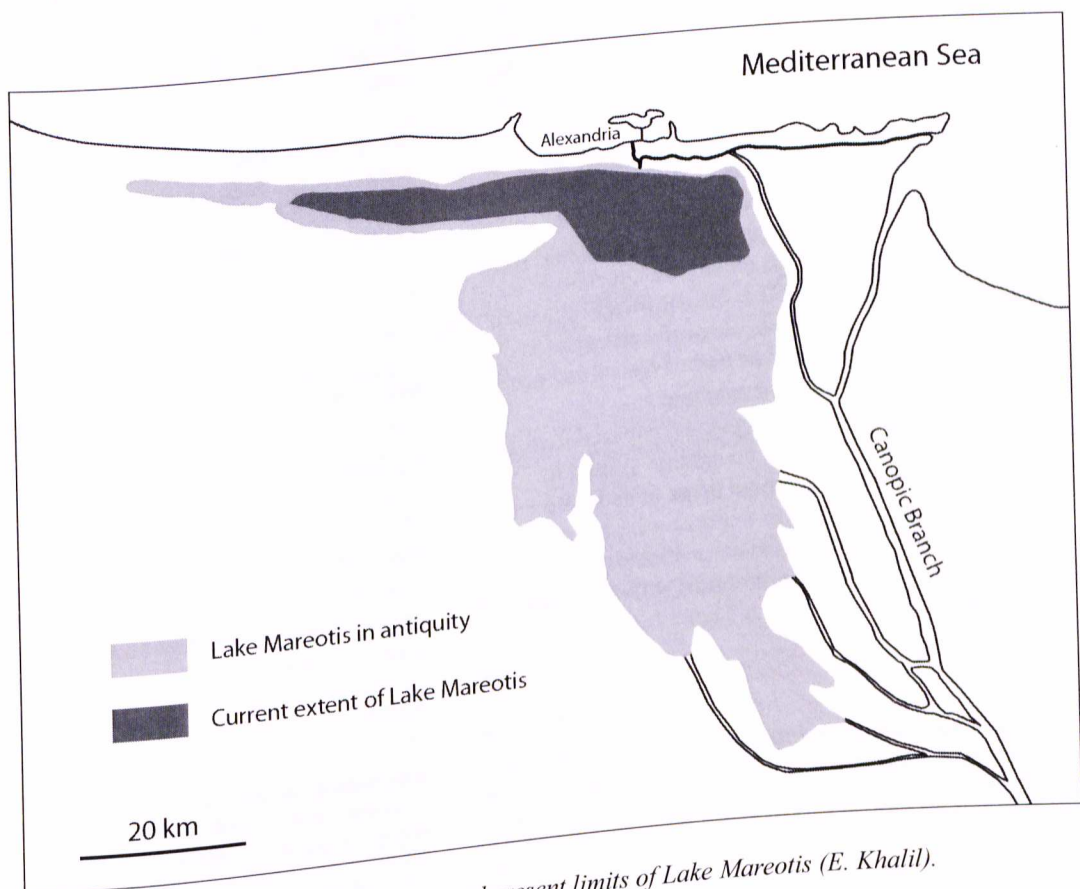 Mediterranean Sea
Alexandria
Canopic Branch
Lake Mareotis in antiquity
Current extent of Lake Mareotis
20 km
limits of Lake Mareotis (E. Khalil).